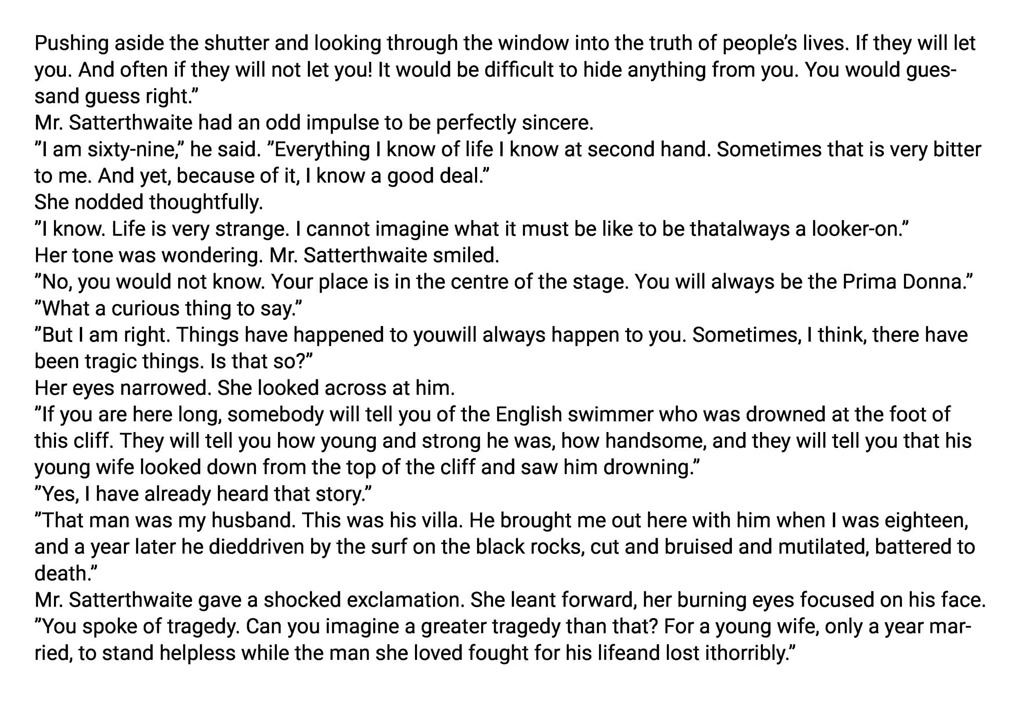 Pushing aside the shutter and looking through the window into the truth of people’s lives. If they will let
you. And often if they will not let you! It would be difficult to hide anything from you. You would gues-
sand guess right.”
Mr. Satterthwaite had an odd impulse to be perfectly sincere.
”I am sixty-nine,” he said. ”Everything I know of life I know at second hand. Sometimes that is very bitter
to me. And yet, because of it, I know a good deal.”
She nodded thoughtfully.
”I know. Life is very strange. I cannot imagine what it must be like to be thatalways a looker-on.”
Her tone was wondering. Mr. Satterthwaite smiled.
”No, you would not know. Your place is in the centre of the stage. You will always be the Prima Donna.”
”What a curious thing to say.”
”But I am right. Things have happened to youwill always happen to you. Sometimes, I think, there have
been tragic things. Is that so?”
Her eyes narrowed. She looked across at him.
”If you are here long, somebody will tell you of the English swimmer who was drowned at the foot of
this cliff. They will tell you how young and strong he was, how handsome, and they will tell you that his
young wife looked down from the top of the cliff and saw him drowning.”
”Yes, I have already heard that story.”
”That man was my husband. This was his villa. He brought me out here with him when I was eighteen,
and a year later he dieddriven by the surf on the black rocks, cut and bruised and mutilated, battered to
death.”
Mr. Satterthwaite gave a shocked exclamation. She leant forward, her burning eyes focused on his face.
”You spoke of tragedy. Can you imagine a greater tragedy than that? For a young wife, only a year mar-
ried, to stand helpless while the man she loved fought for his lifeand lost ithorribly.”